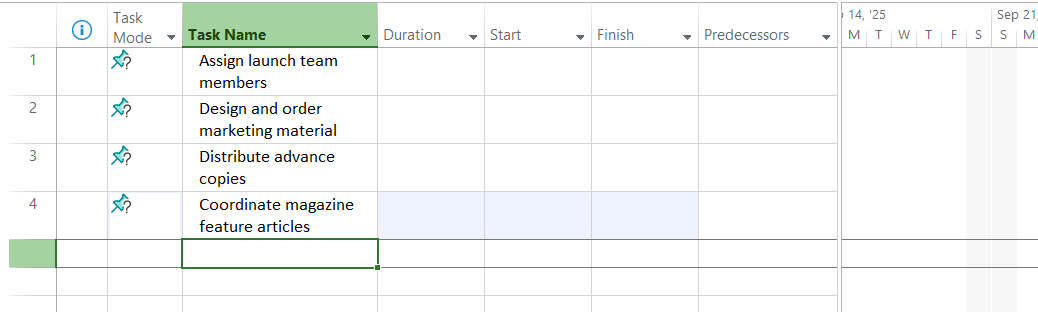 Task Mode
Task Name
Duration
Start
Finish
Predecessors
14, '25
Sep 21,
M T W T F S S M
1
Assign launch team
members
2
Design and order
marketing material
3
Distribute advance
copies
4
Coordinate magazine
feature articles